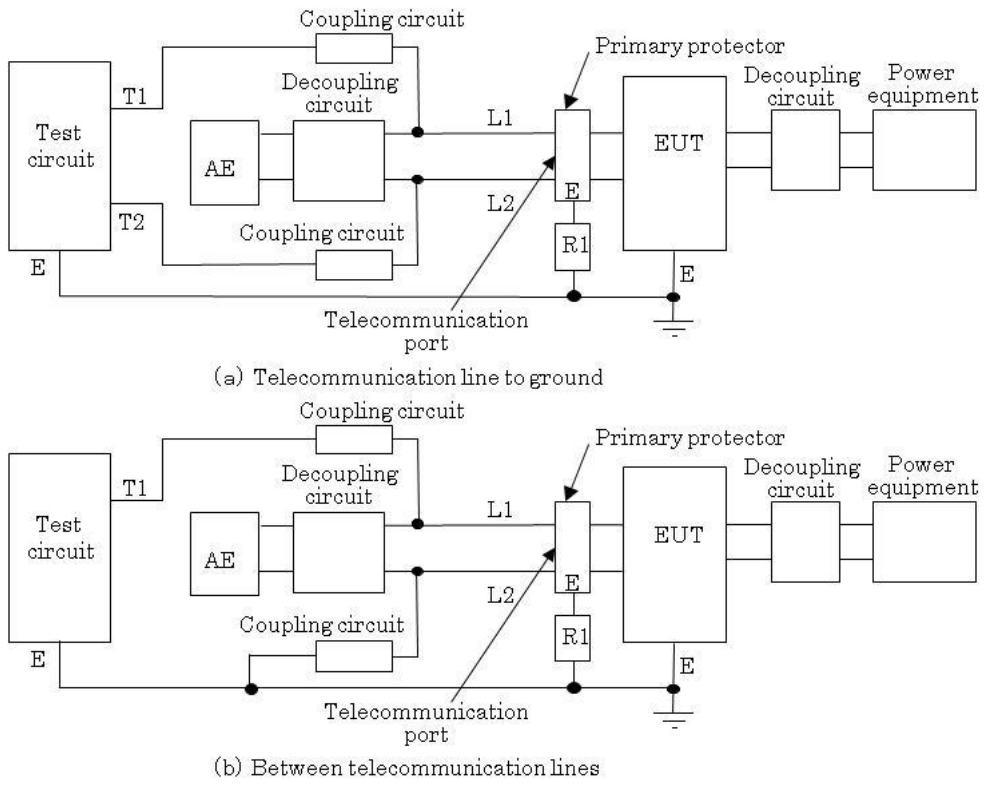 Coupling circuit
Primary protector
T1
Decoupling
circuit
L1
Decoupling
circuit
Power
equipment
Test
circuit
AE
EUT
E
L2
T2
Coupling circuit
R1
E
E
Telecommunication
port
(a) Telecommunication line to ground
Coupling circuit
Primary protector
T1
Decoupling
circuit
L1
Decoupling
circuit
Power
equipment
Test
circuit
AE
EUT
E
L2
Coupling circuit
R1
E
E
Telecommunication
port
(b) Between telecommunication lines